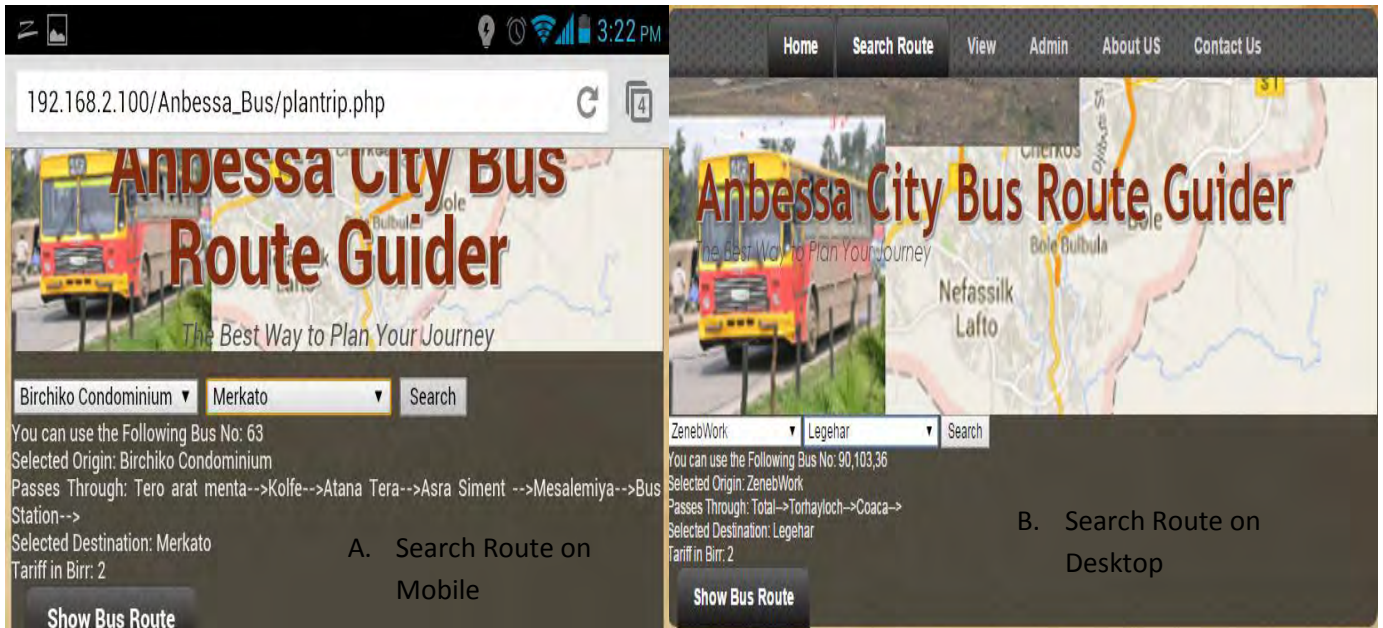 3:22 PM
192.168.2.100/Anbessa_Bus/plantrip.php
4
Anbessa City Bus
Route Guider
The Best Way to Plan Your Journey
Birchiko Condominium
Merkato
Search
You can use the Following Bus No: 63
Selected Origin: Birchiko Condominium
Passes Through: Tero arat menta-->Kolfe-->Atana Tera-->Asra Siment -->Mesalemiya-->Bus
Station-->
Selected Destination: Merkato
Tariff in Birr: 2
A. Search Route on
Mobile
Show Bus Route
Home
Search Route
View
Admin
About US
Contact Us
Cherkos
Anbessa City Bus Route Guider
The Best Way to Plan Your Journey
Bole
Bole Bulbula
Nefassilk
Lafto
ZenebWork
Legehar
Search
You can use the Following Bus No: 90,103,36
Selected Origin: ZenebWork
Passes Through: Total-->Torhayloch-->Coaca-->
Selected Destination: Legehar
Tariff in Birr: 2
B. Search Route on
Desktop
Show Bus Route